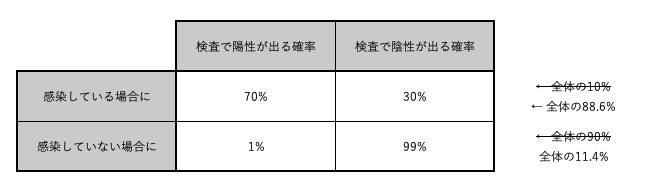 検査で陽性が出る確率 検査で陰性が出る確率
感染している場合に 70% 30% ← 全体の10%
← 全体の88.6%
感染していない場合に 1% 99% ← 全体の90%
全体の11.4%